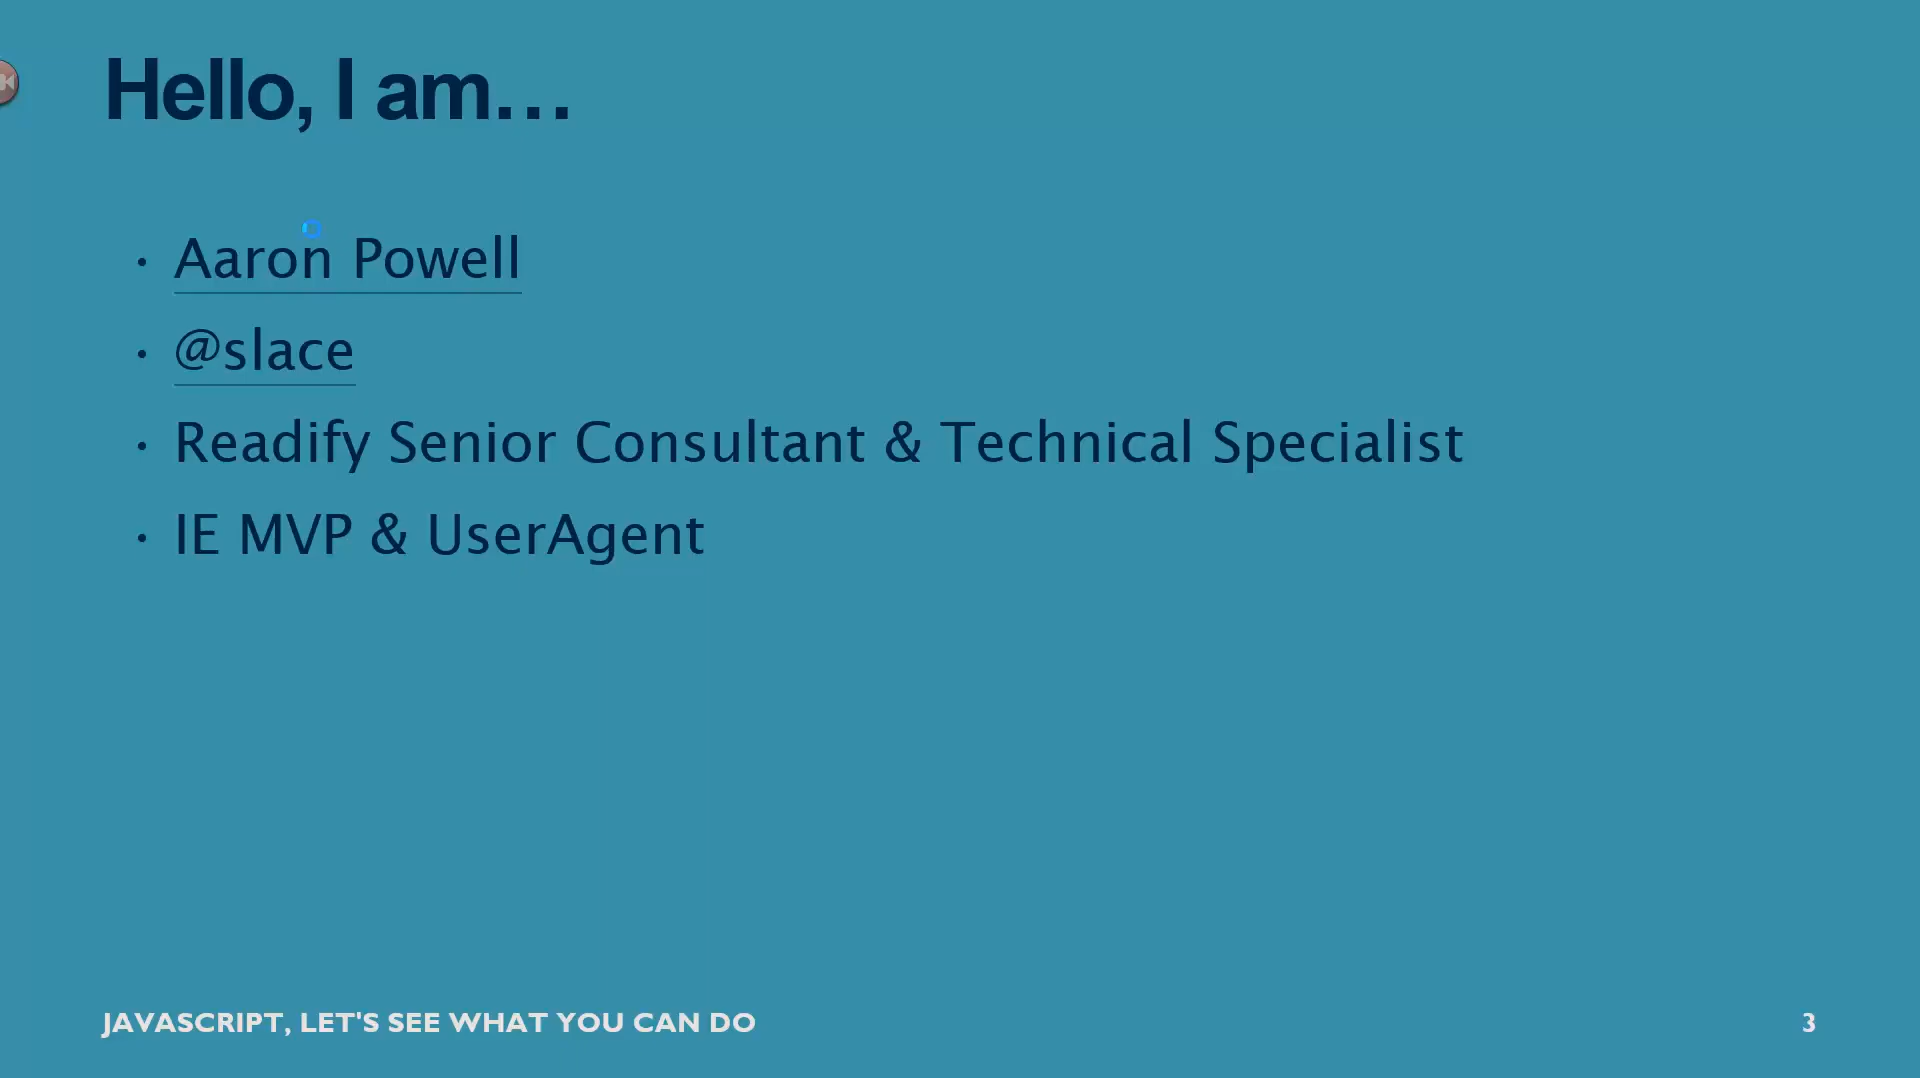 Hello, I am…
• Aaron Powell
• @slace
• Readify Senior Consultant & Technical Specialist
• IE MVP & UserAgent
JAVASCRIPT, LET'S SEE WHAT YOU CAN DO
3